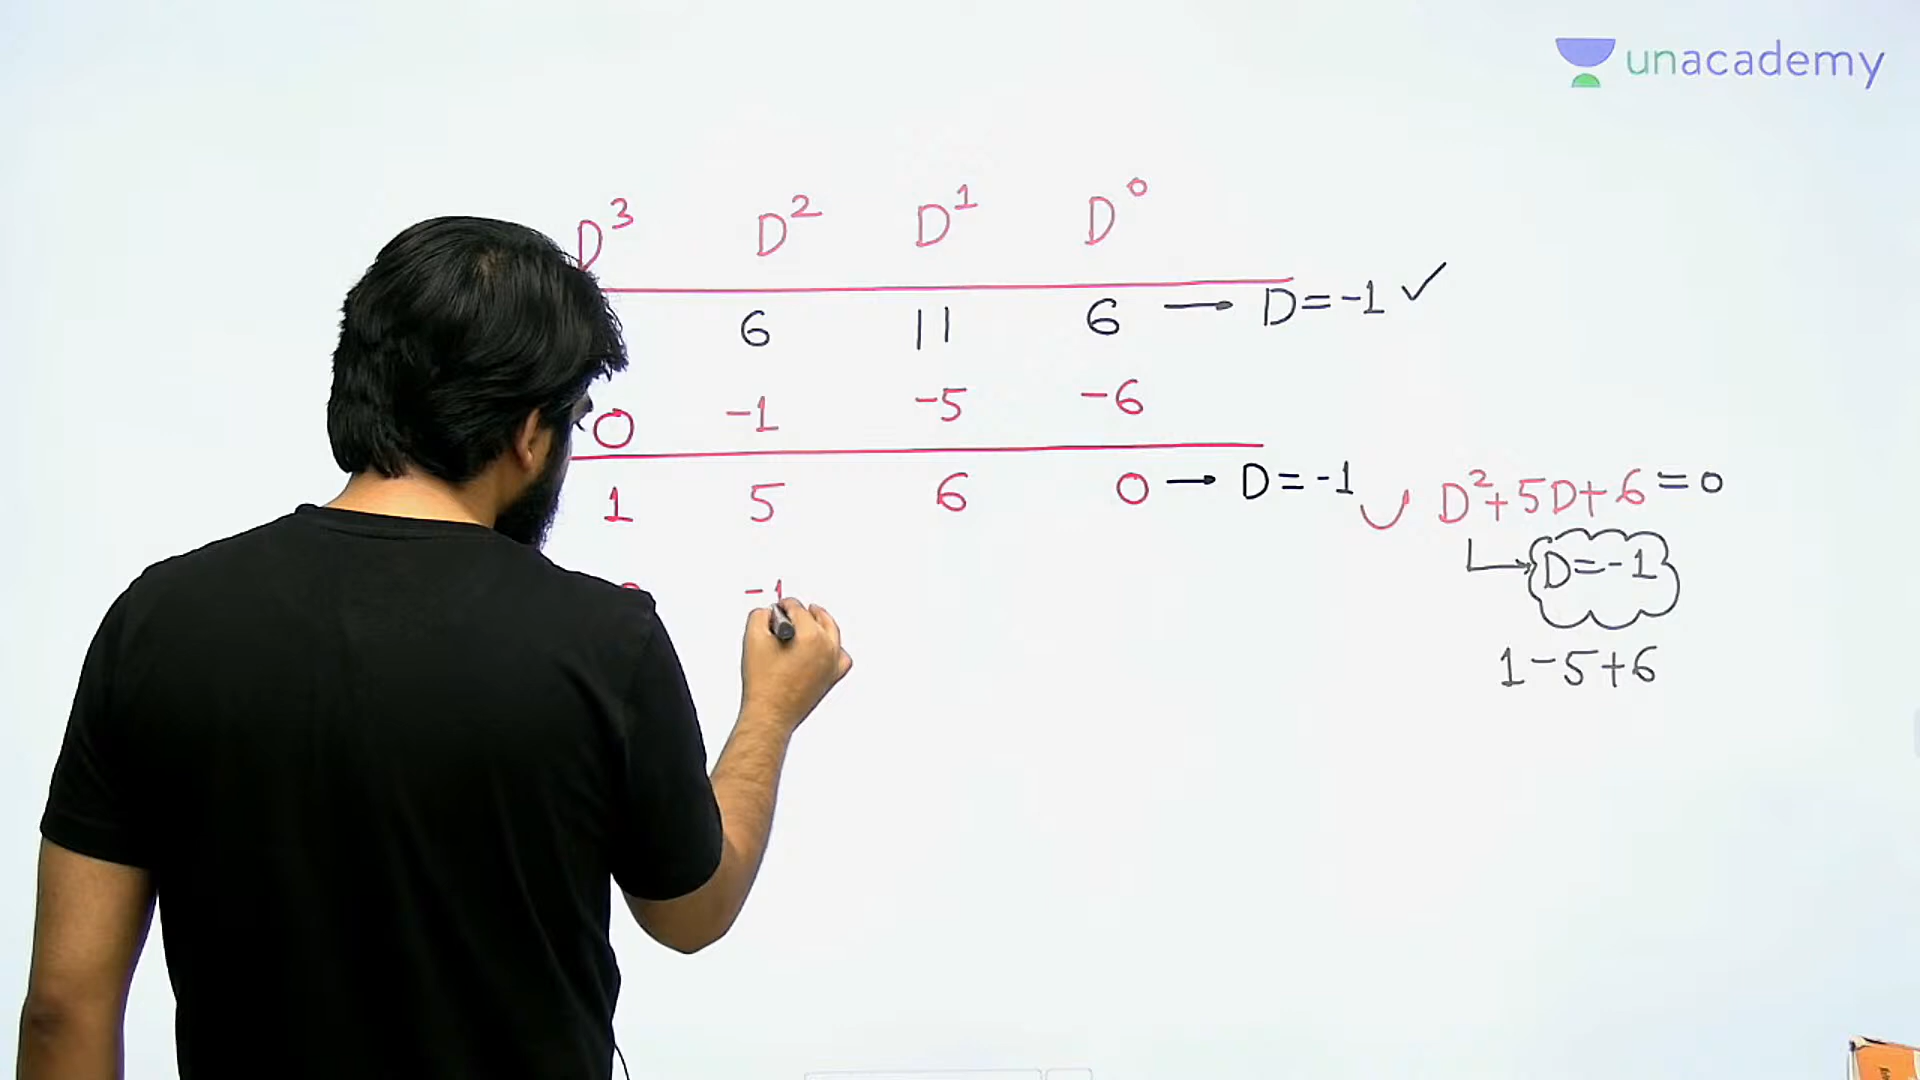 unacademy
D³ D² D¹ D⁰
6 11 6 → D=-1 ✓
0 -1 -5 -6
1 5 6 0 → D=-1 D²+5D+6=0
D=-1
-1
1-5+6